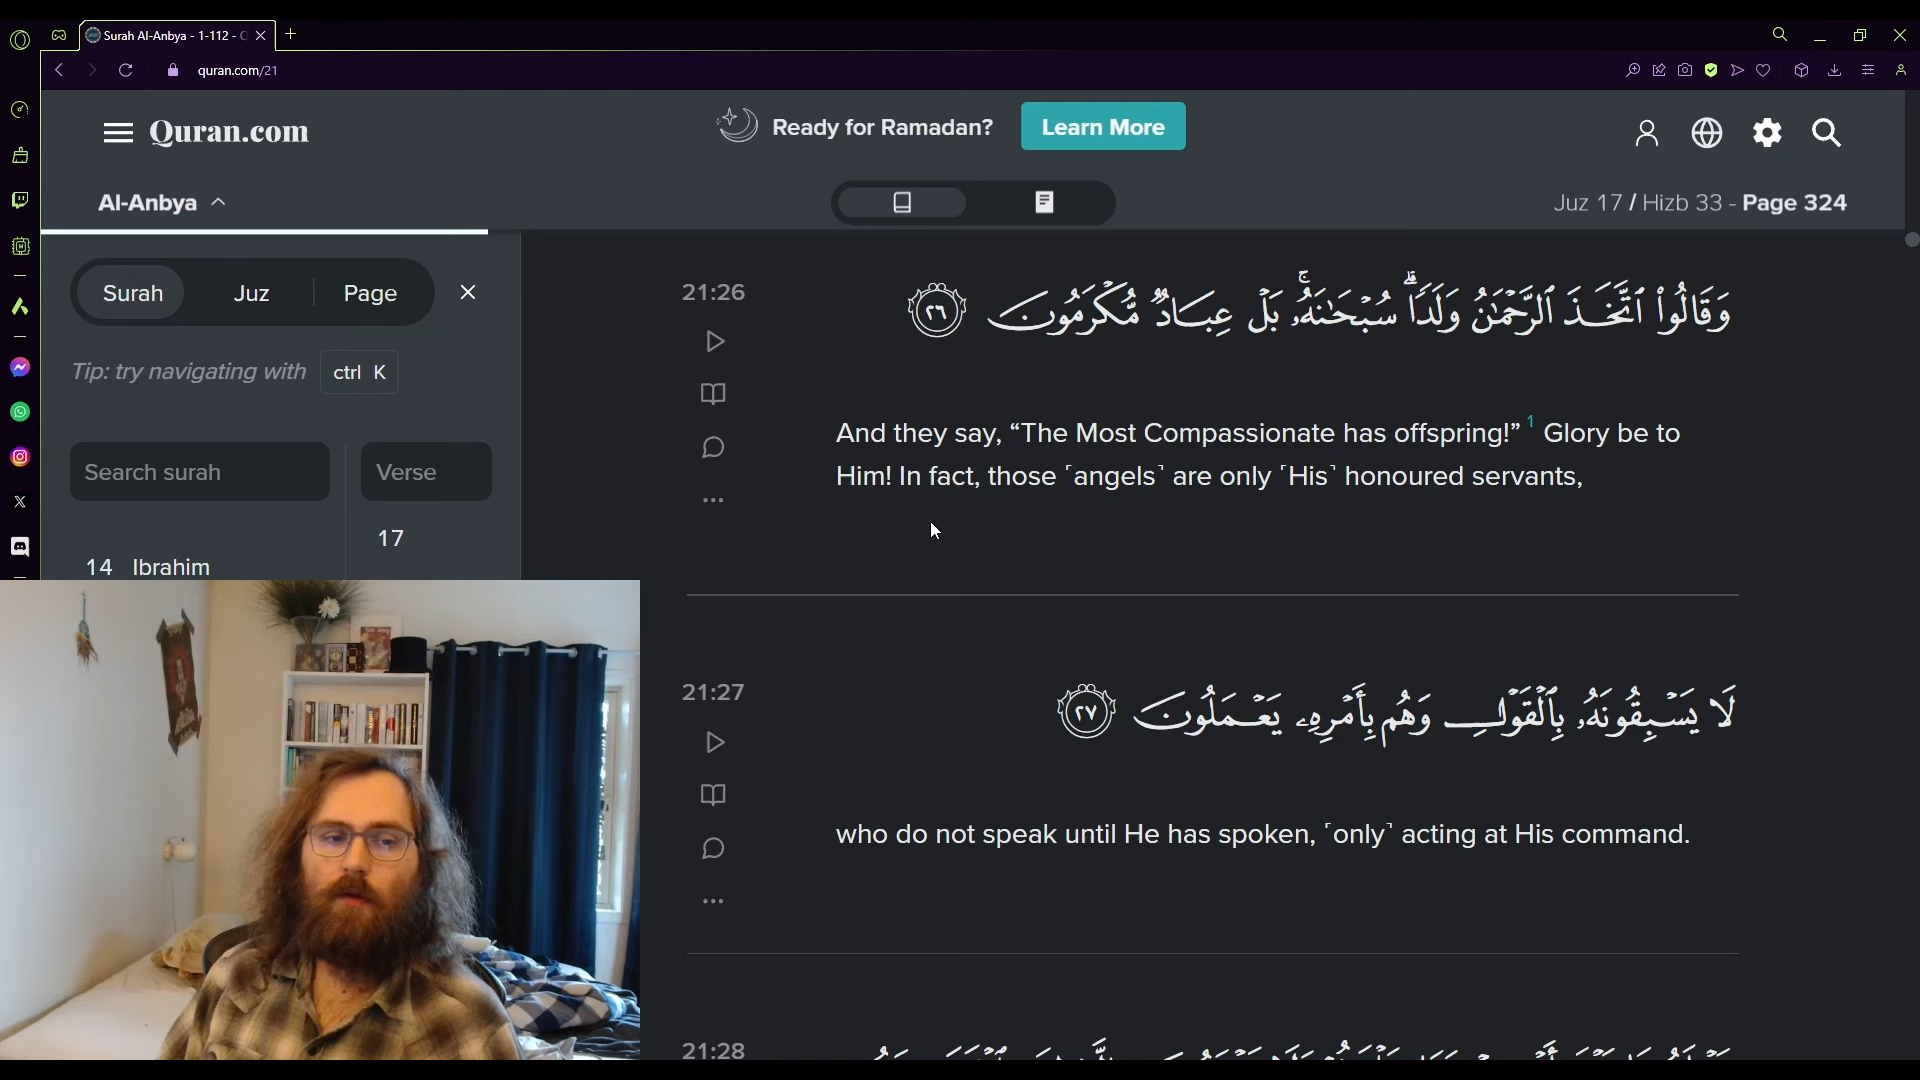 Surah Al-Anbya - 1-112 -
quran.com/21
Quran.com
Ready for Ramadan?
Learn More
Al-Anbya
Juz 17 / Hizb 33 - Page 324
Surah
Juz
Page
Tip: try navigating with
ctrl K
Search surah
Verse
17
14 Ibrahim
21:26
وَقَالُوا۟ ٱتَّخَذَ ٱلرَّحْمَـٰنُ وَلَدًۭا ۗ سُبْحَـٰنَهُۥ ۚ بَلْ عِبَادٌۭ مُّكْرَمُونَ ٢٦
And they say, “The Most Compassionate has offspring!” 1 Glory be to
Him! In fact, those ˹angels˺ are only ˹His˺ honoured servants,
21:27
لَا يَسْبِقُونَهُۥ بِٱلْقَوْلِ وَهُم بِأَمْرِهِۦ يَعْمَلُونَ ٢٧
who do not speak until He has spoken, ˹only˺ acting at His command.
21:28